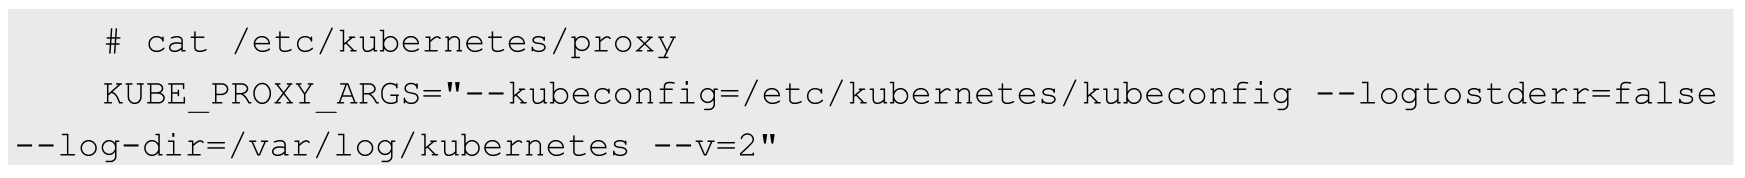 # cat /etc/kubernetes/proxy
KUBE_PROXY_ARGS="--kubeconfig=/etc/kubernetes/kubeconfig --logtostderr=false
--log-dir=/var/log/kubernetes --v=2"